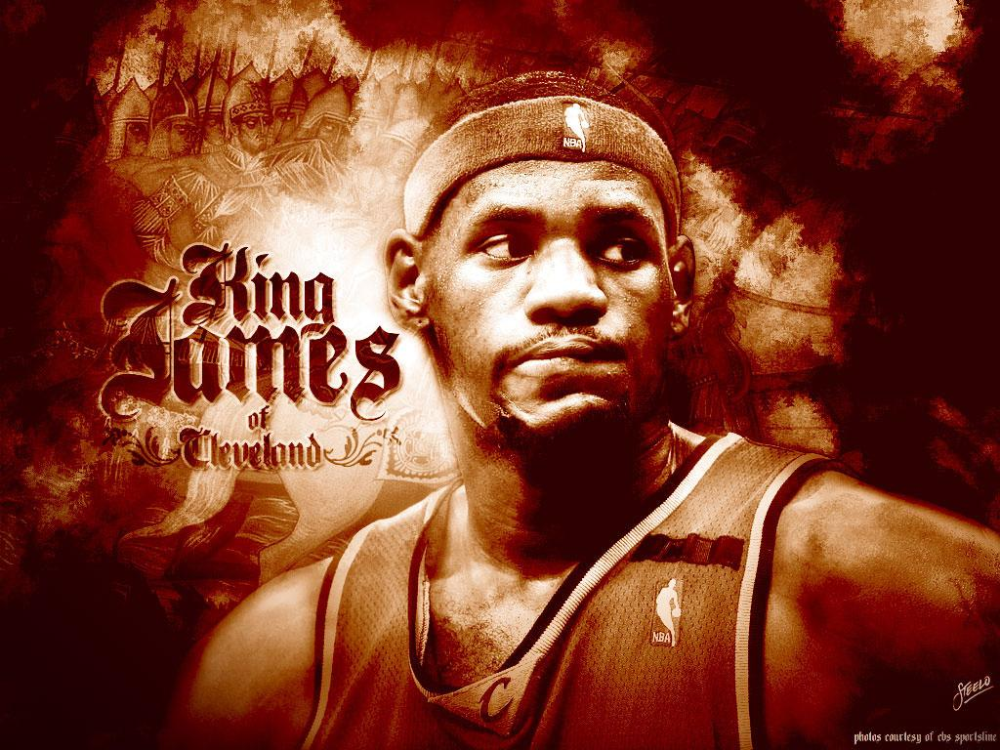 NBA
King
James
of
Cleveland
NBA
C
STEELO
photos courtesy of cbs sportsline